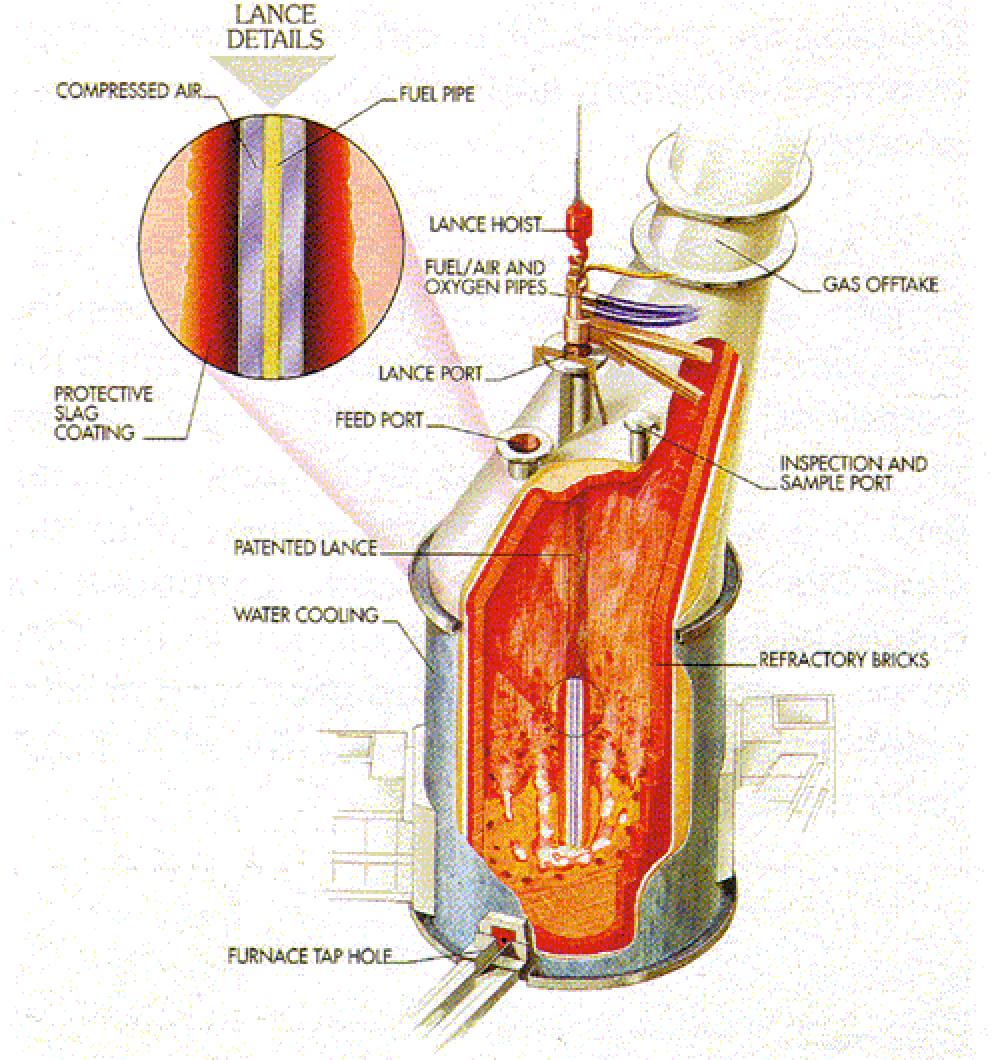 LANCE
DETAILS
COMPRESSED AIR
FUEL PIPE
LANCE HOIST
FUEL/AIR AND
OXYGEN PIPES
GAS OFFTAKE
LANCE PORT
PROTECTIVE
SLAG
COATING
FEED PORT
INSPECTION AND
SAMPLE PORT
PATENTED LANCE
WATER COOLING
REFRACTORY BRICKS
FURNACE TAP HOLE